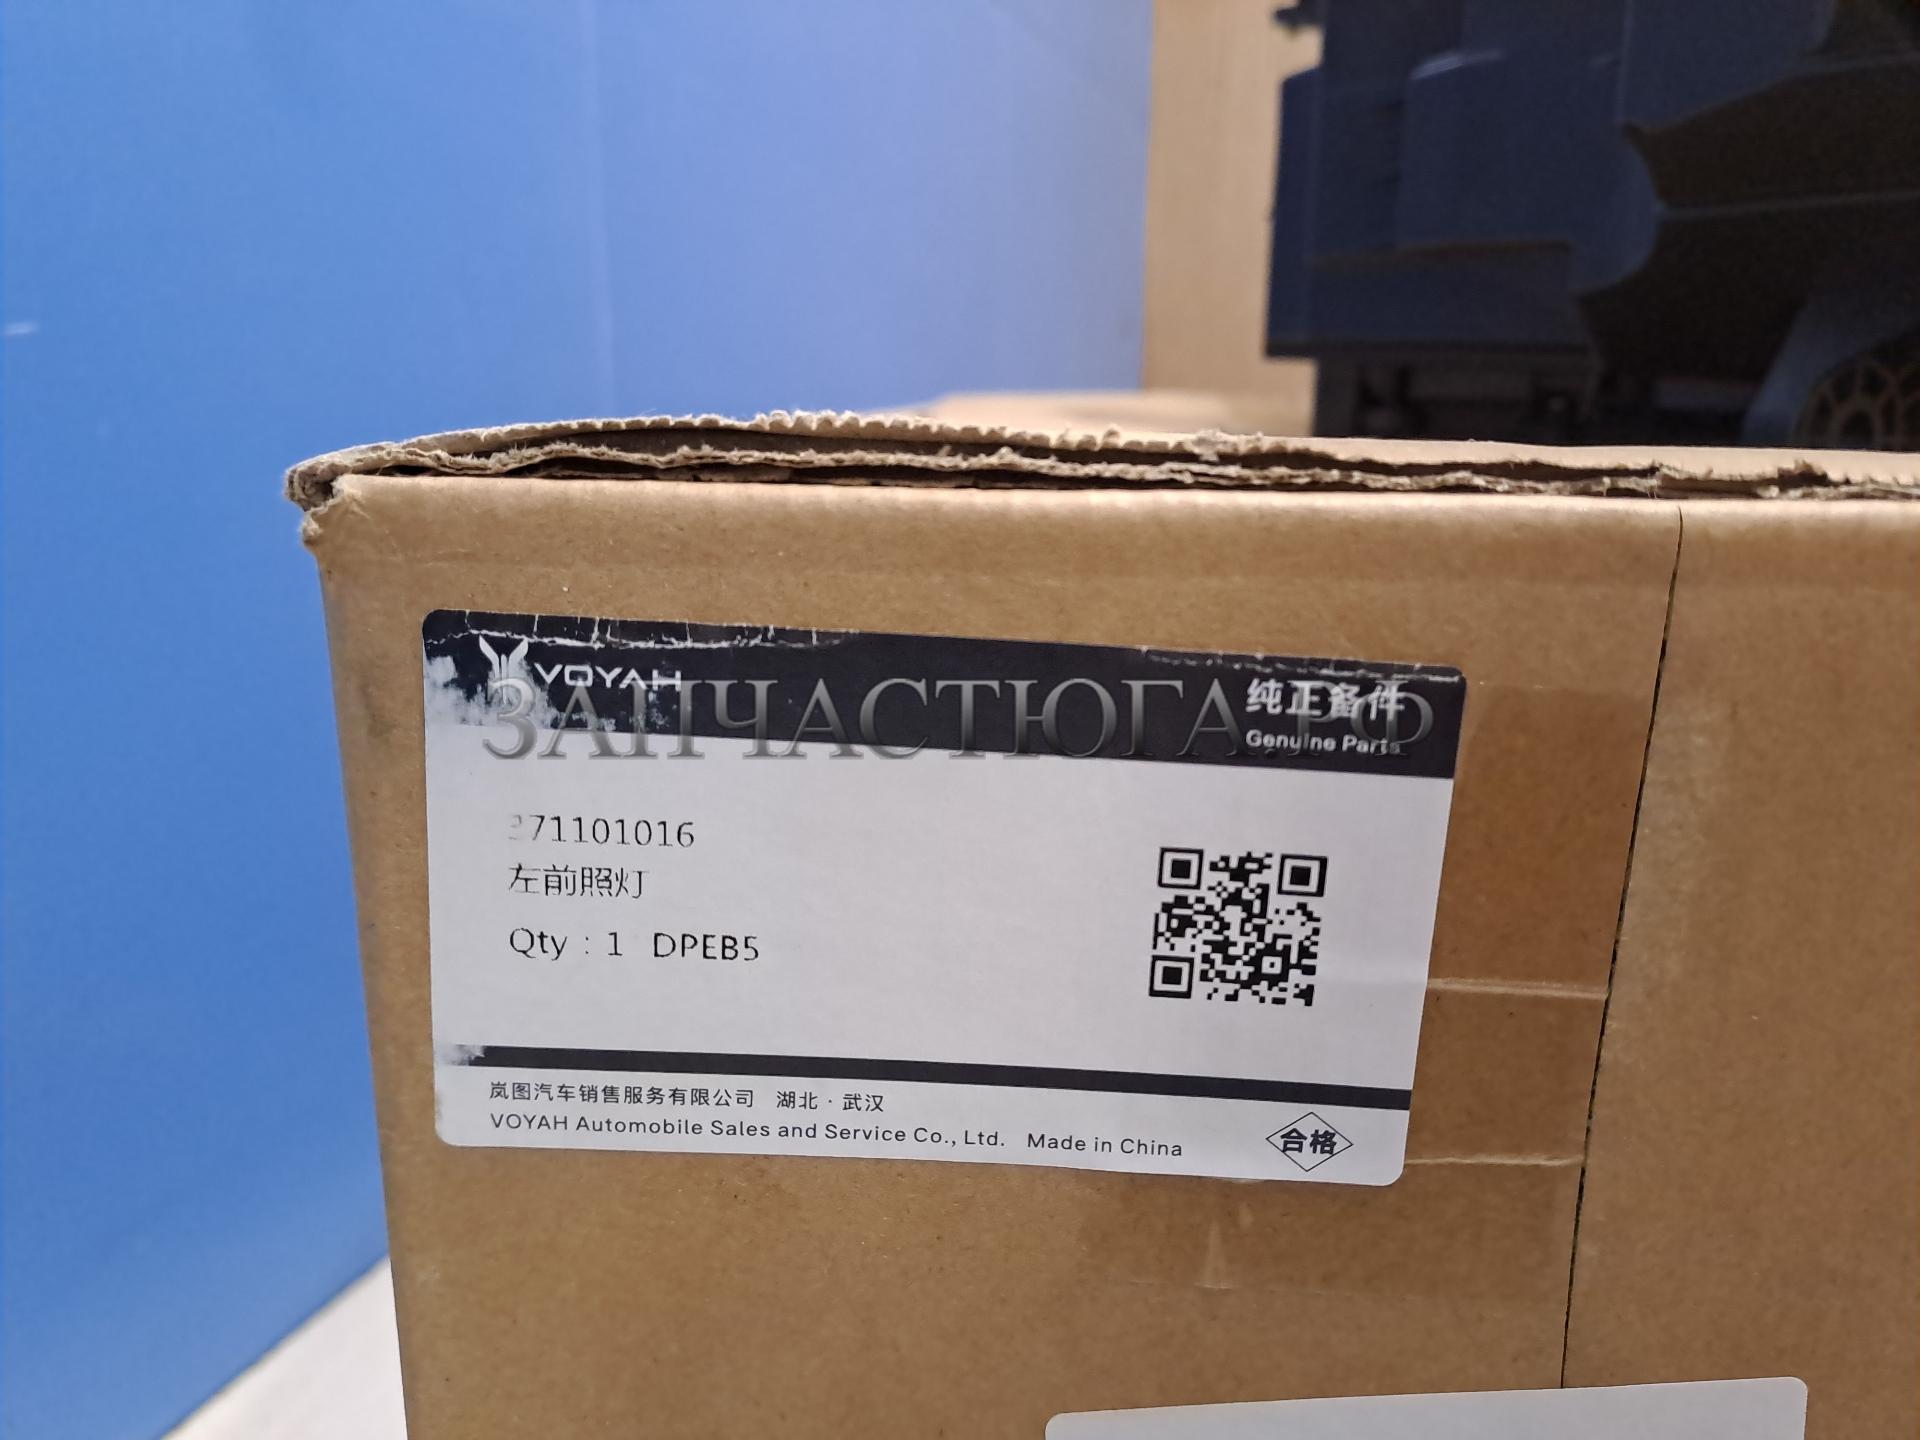 VOYAH
纯正备件
Genuine Parts
ЗАПЧАСТЮГА.РФ
371101016
左前照灯
Qty : 1 DPEB5
岚图汽车销售服务有限公司 湖北·武汉
VOYAH Automobile Sales and Service Co., Ltd. Made in China
合格